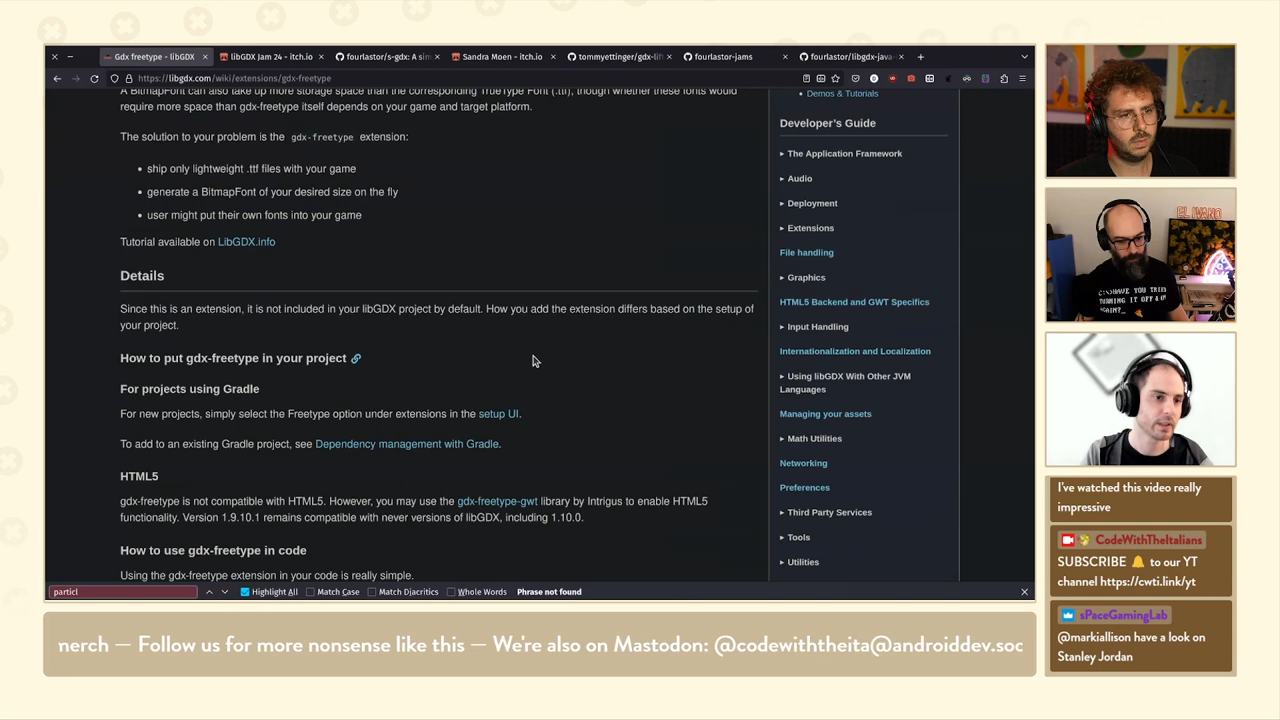 Gdx freetype - libGDX
libGDX Jam 24 - itch.io
fourlastor/s-gdx: A sim
Sandra Moen - itch.io
tommyettinger/gdx-lif
fourlastor-jams
fourlastor/libgdx-java
https://libgdx.com/wiki/extensions/gdx-freetype
A BitmapFont can also take up more storage space than the corresponding TrueType Font (.ttf), though whether these fonts would
require more space than gdx-freetype itself depends on your game and target platform.
The solution to your problem is the gdx-freetype extension:
• ship only lightweight .ttf files with your game
• generate a BitmapFont of your desired size on the fly
• user might put their own fonts into your game
Tutorial available on LibGDX.info
Details
Since this is an extension, it is not included in your libGDX project by default. How you add the extension differs based on the setup of
your project.
How to put gdx-freetype in your project
For projects using Gradle
For new projects, simply select the Freetype option under extensions in the setup UI.
To add to an existing Gradle project, see Dependency management with Gradle.
HTML5
gdx-freetype is not compatible with HTML5. However, you may use the gdx-freetype-gwt library by Intrigus to enable HTML5
functionality. Version 1.9.10.1 remains compatible with never versions of libGDX, including 1.10.0.
How to use gdx-freetype in code
Using the gdx-freetype extension in your code is really simple.
• Demos & Tutorials
Developer's Guide
▸ The Application Framework
▸ Audio
▸ Deployment
▸ Extensions
File handling
▸ Graphics
HTML5 Backend and GWT Specifics
▸ Input Handling
Internationalization and Localization
▸ Using libGDX With Other JVM
Languages
Managing your assets
▸ Math Utilities
Networking
Preferences
▸ Third Party Services
▸ Tools
▸ Utilities
particl
Highlight All
Match Case
Match Diacritics
Whole Words
Phrase not found
nerch — Follow us for more nonsense like this — We're also on Mastodon: @codewiththeita@androiddev.soc
EL IVANO
C:\>HAVE YOU TRIED
TURNING IT OFF & O
AGAIN?_
I've watched this video really
impressive
CodeWithTheItalians
SUBSCRIBE 🔔 to our YT
channel https://cwti.link/yt
sPaceGamingLab
@markiallison have a look on
Stanley Jordan